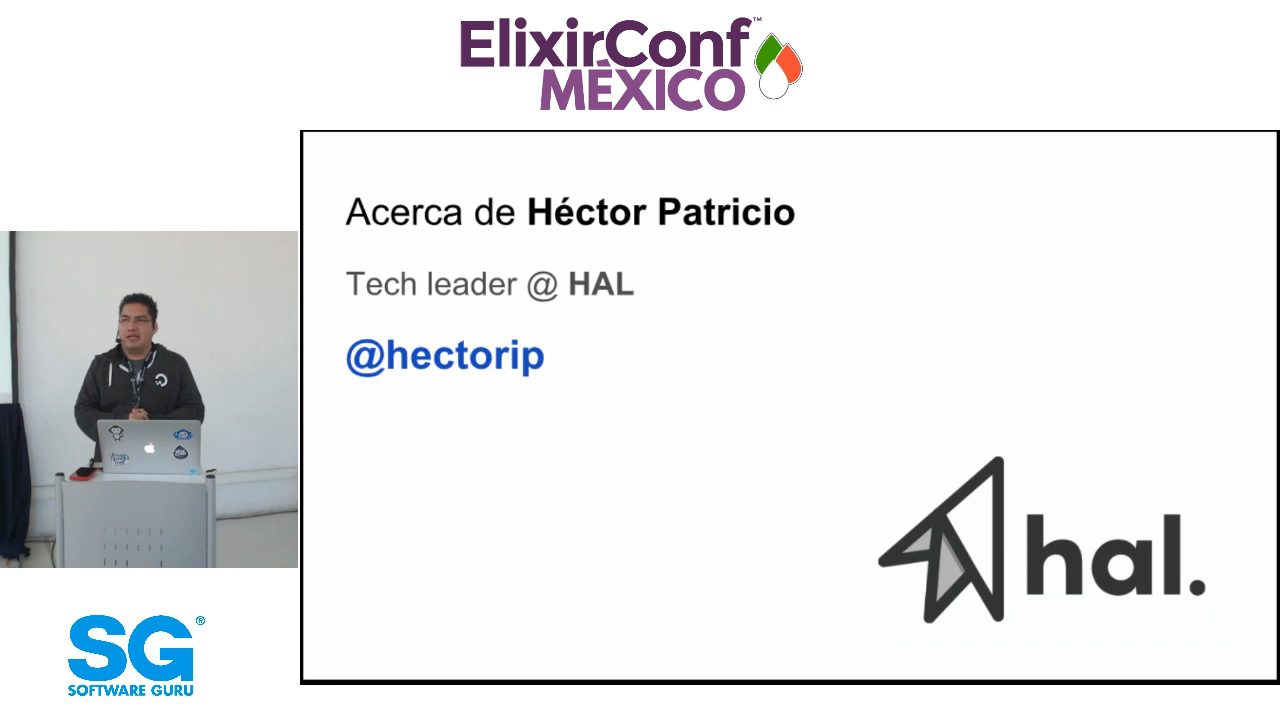 ElixirConf™
MÉXICO
Acerca de Héctor Patricio
Tech leader @ HAL
@hectorip
hal.
SG®
SOFTWARE GURU